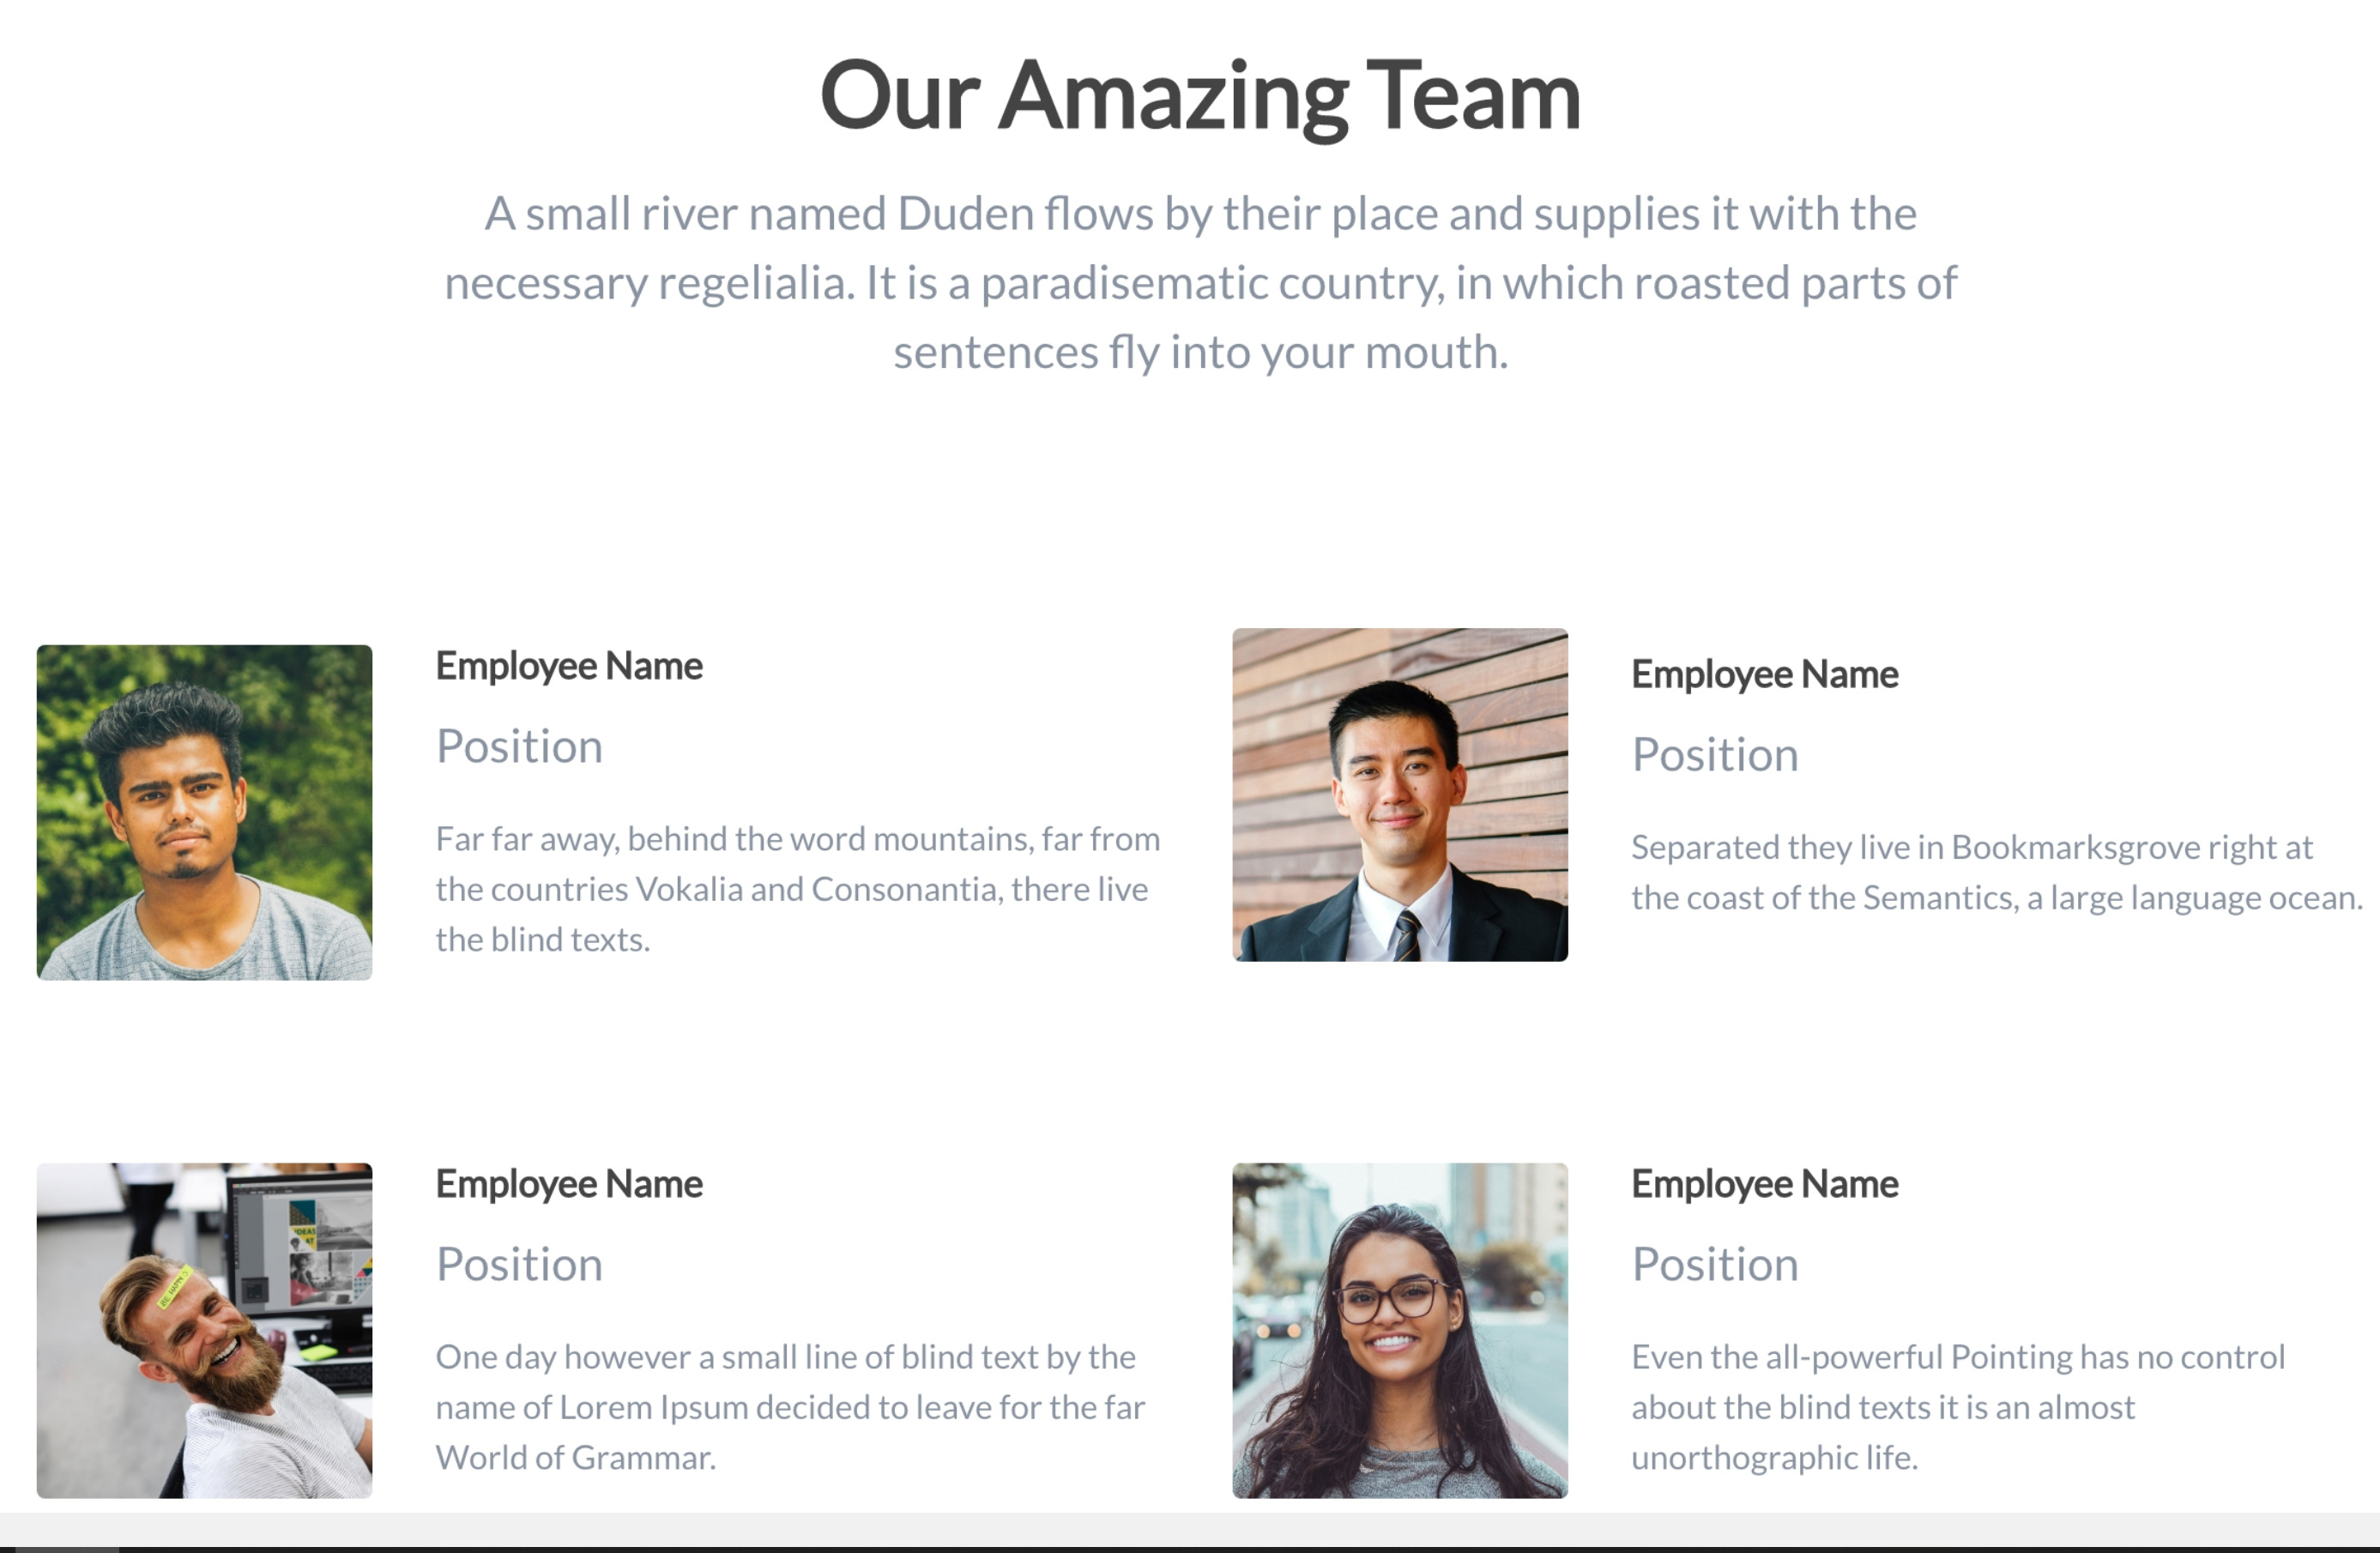 Our Amazing Team
A small river named Duden flows by their place and supplies it with the
necessary regelialia. It is a paradisematic country, in which roasted parts of
sentences fly into your mouth.
Employee Name
Position
Far far away, behind the word mountains, far from
the countries Vokalia and Consonantia, there live
the blind texts.
Employee Name
Position
Separated they live in Bookmarksgrove right at
the coast of the Semantics, a large language ocean.
BE HAPPY
Employee Name
Position
One day however a small line of blind text by the
name of Lorem Ipsum decided to leave for the far
World of Grammar.
Employee Name
Position
Even the all-powerful Pointing has no control
about the blind texts it is an almost
unorthographic life.